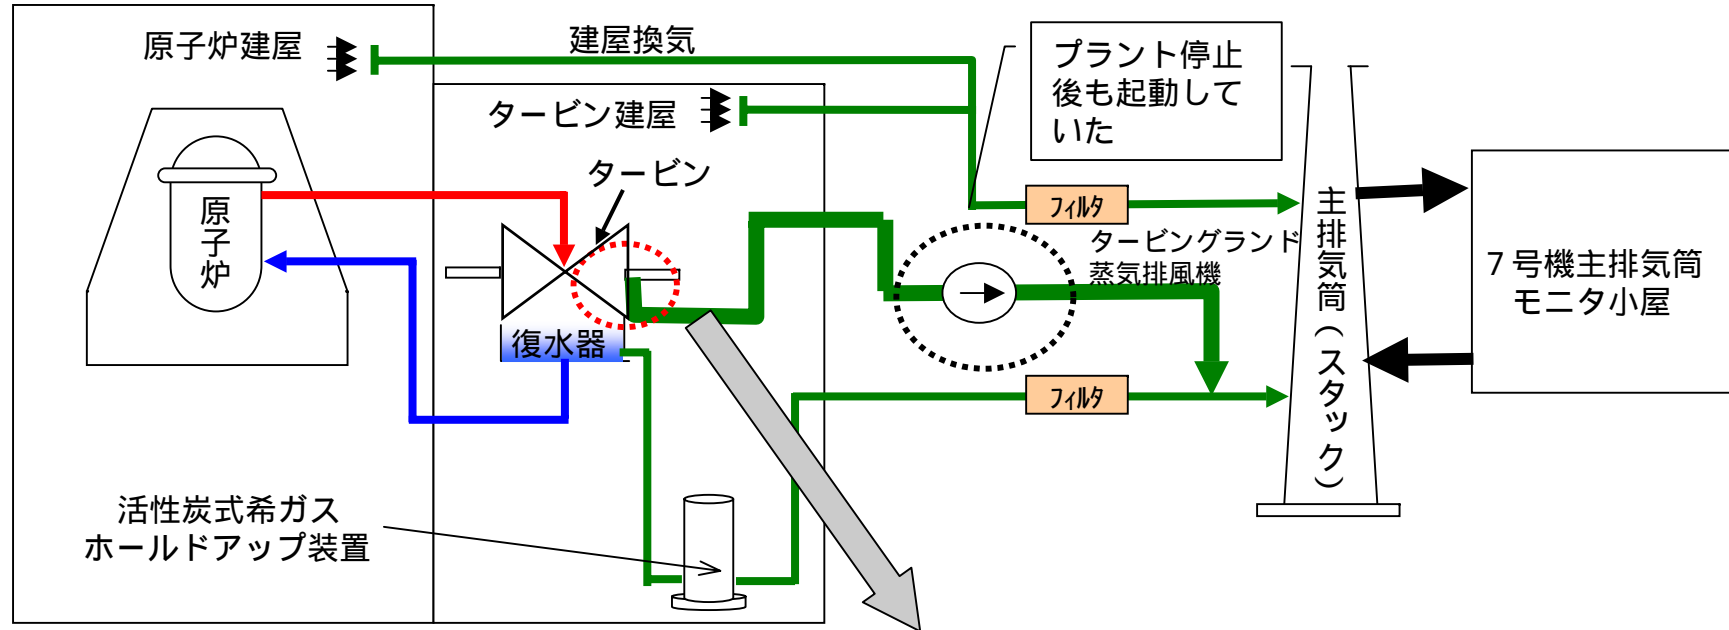 原子炉建屋
建屋換気
タービン建屋
プラント停止
後も起動して
いた
タービン
原子炉
フィルタ
タービングランド
蒸気排風機
主排気筒(スタック)
7号機主排気筒
モニタ小屋
復水器
フィルタ
活性炭式希ガス
ホールドアップ装置